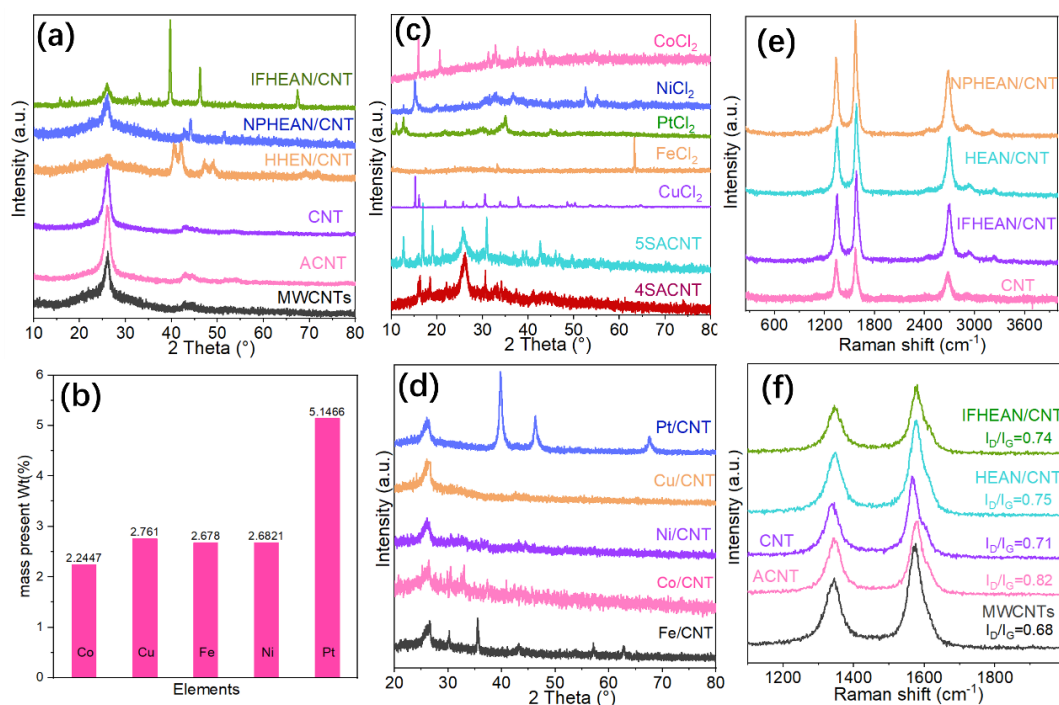 (a)
IFHEAN/CNT
NPHEAN/CNT
HHEN/CNT
CNT
ACNT
MWCNTs
Intensity (a.u.)
10 20 30 40 50 60 70 80
2 Theta (°)
(c)
CoCl2
NiCl2
PtCl2
FeCl2
CuCl2
5SACNT
4SACNT
Intensity (a.u.)
10 20 30 40 50 60 70 80
2 Theta (°)
(e)
NPHEAN/CNT
HEAN/CNT
IFHEAN/CNT
CNT
Intensity (a.u.)
1200 1800 2400 3000 3600
Raman shift (cm-1)
(b)
mass present Wt(%)
6
5
4
3
2
1
0
2.2447
2.761
2.678
2.6821
5.1466
Co Cu Fe Ni Pt
Elements
(d)
Pt/CNT
Cu/CNT
Ni/CNT
Co/CNT
Fe/CNT
Intensity (a.u.)
20 30 40 50 60 70 80
2 Theta (°)
(f)
IFHEAN/CNT
ID/IG=0.74
HEAN/CNT
ID/IG=0.75
CNT
ID/IG=0.71
ACNT
ID/IG=0.82
MWCNTs
ID/IG=0.68
Intensity (a.u.)
1200 1400 1600 1800
Raman shift (cm-1)